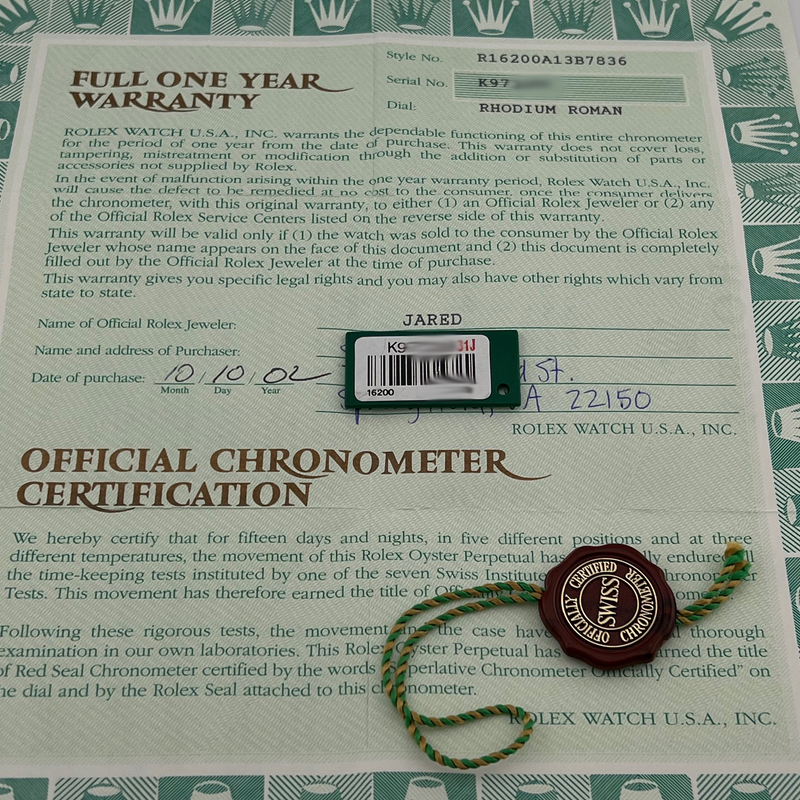 Style No. R16200A13B7836
FULL ONE YEAR
WARRANTY
Serial No. K97
Dial: RHODIUM ROMAN
ROLEX WATCH U.S.A., INC. warrants the dependable functioning of this entire chronometer
for the period of one year from the date of purchase. This warranty does not cover loss,
tampering, mistreatment or modification through the addition or substitution of parts or
accessories not supplied by Rolex.
In the event of malfunction arising within the one year warranty period, Rolex Watch U.S.A., Inc.
will cause the defect to be remedied at no cost to the consumer, once the consumer delivers
the chronometer, with this original warranty, to either (1) an Official Rolex Jeweler or (2) any
of the Official Rolex Service Centers listed on the reverse side of this warranty.
This warranty will be valid only if (1) the watch was sold to the consumer by the Official Rolex
Jeweler whose name appears on the face of this document and (2) this document is completely
filled out by the Official Rolex Jeweler at the time of purchase.
This warranty gives you specific legal rights and you may also have other rights which vary from
state to state.
Name of Official Rolex Jeweler: JARED
Name and address of Purchaser:
K9 31J
16200
Date of purchase: 10 / 10 / 02 St.
Month Day Year
A 22150
ROLEX WATCH U.S.A., INC.
OFFICIAL CHRONOMETER
CERTIFICATION
We hereby certify that for fifteen days and nights, in five different positions and at three
different temperatures, the movement of this Rolex Oyster Perpetual has officially endured all
the time-keeping tests instituted by one of the seven Swiss Institute Chronometer
Tests. This movement has therefore earned the title of
OFFICIALLY CERTIFIED
SWISS
CHRONOMETER
Following these rigorous tests, the movement in the case have thorough
examination in our own laboratories. This Rolex Oyster Perpetual has earned the title
of Red Seal Chronometer certified by the words Superlative Chronometer Officially Certified" on
the dial and by the Rolex Seal attached to this chronometer.
ROLEX WATCH U.S.A., INC.